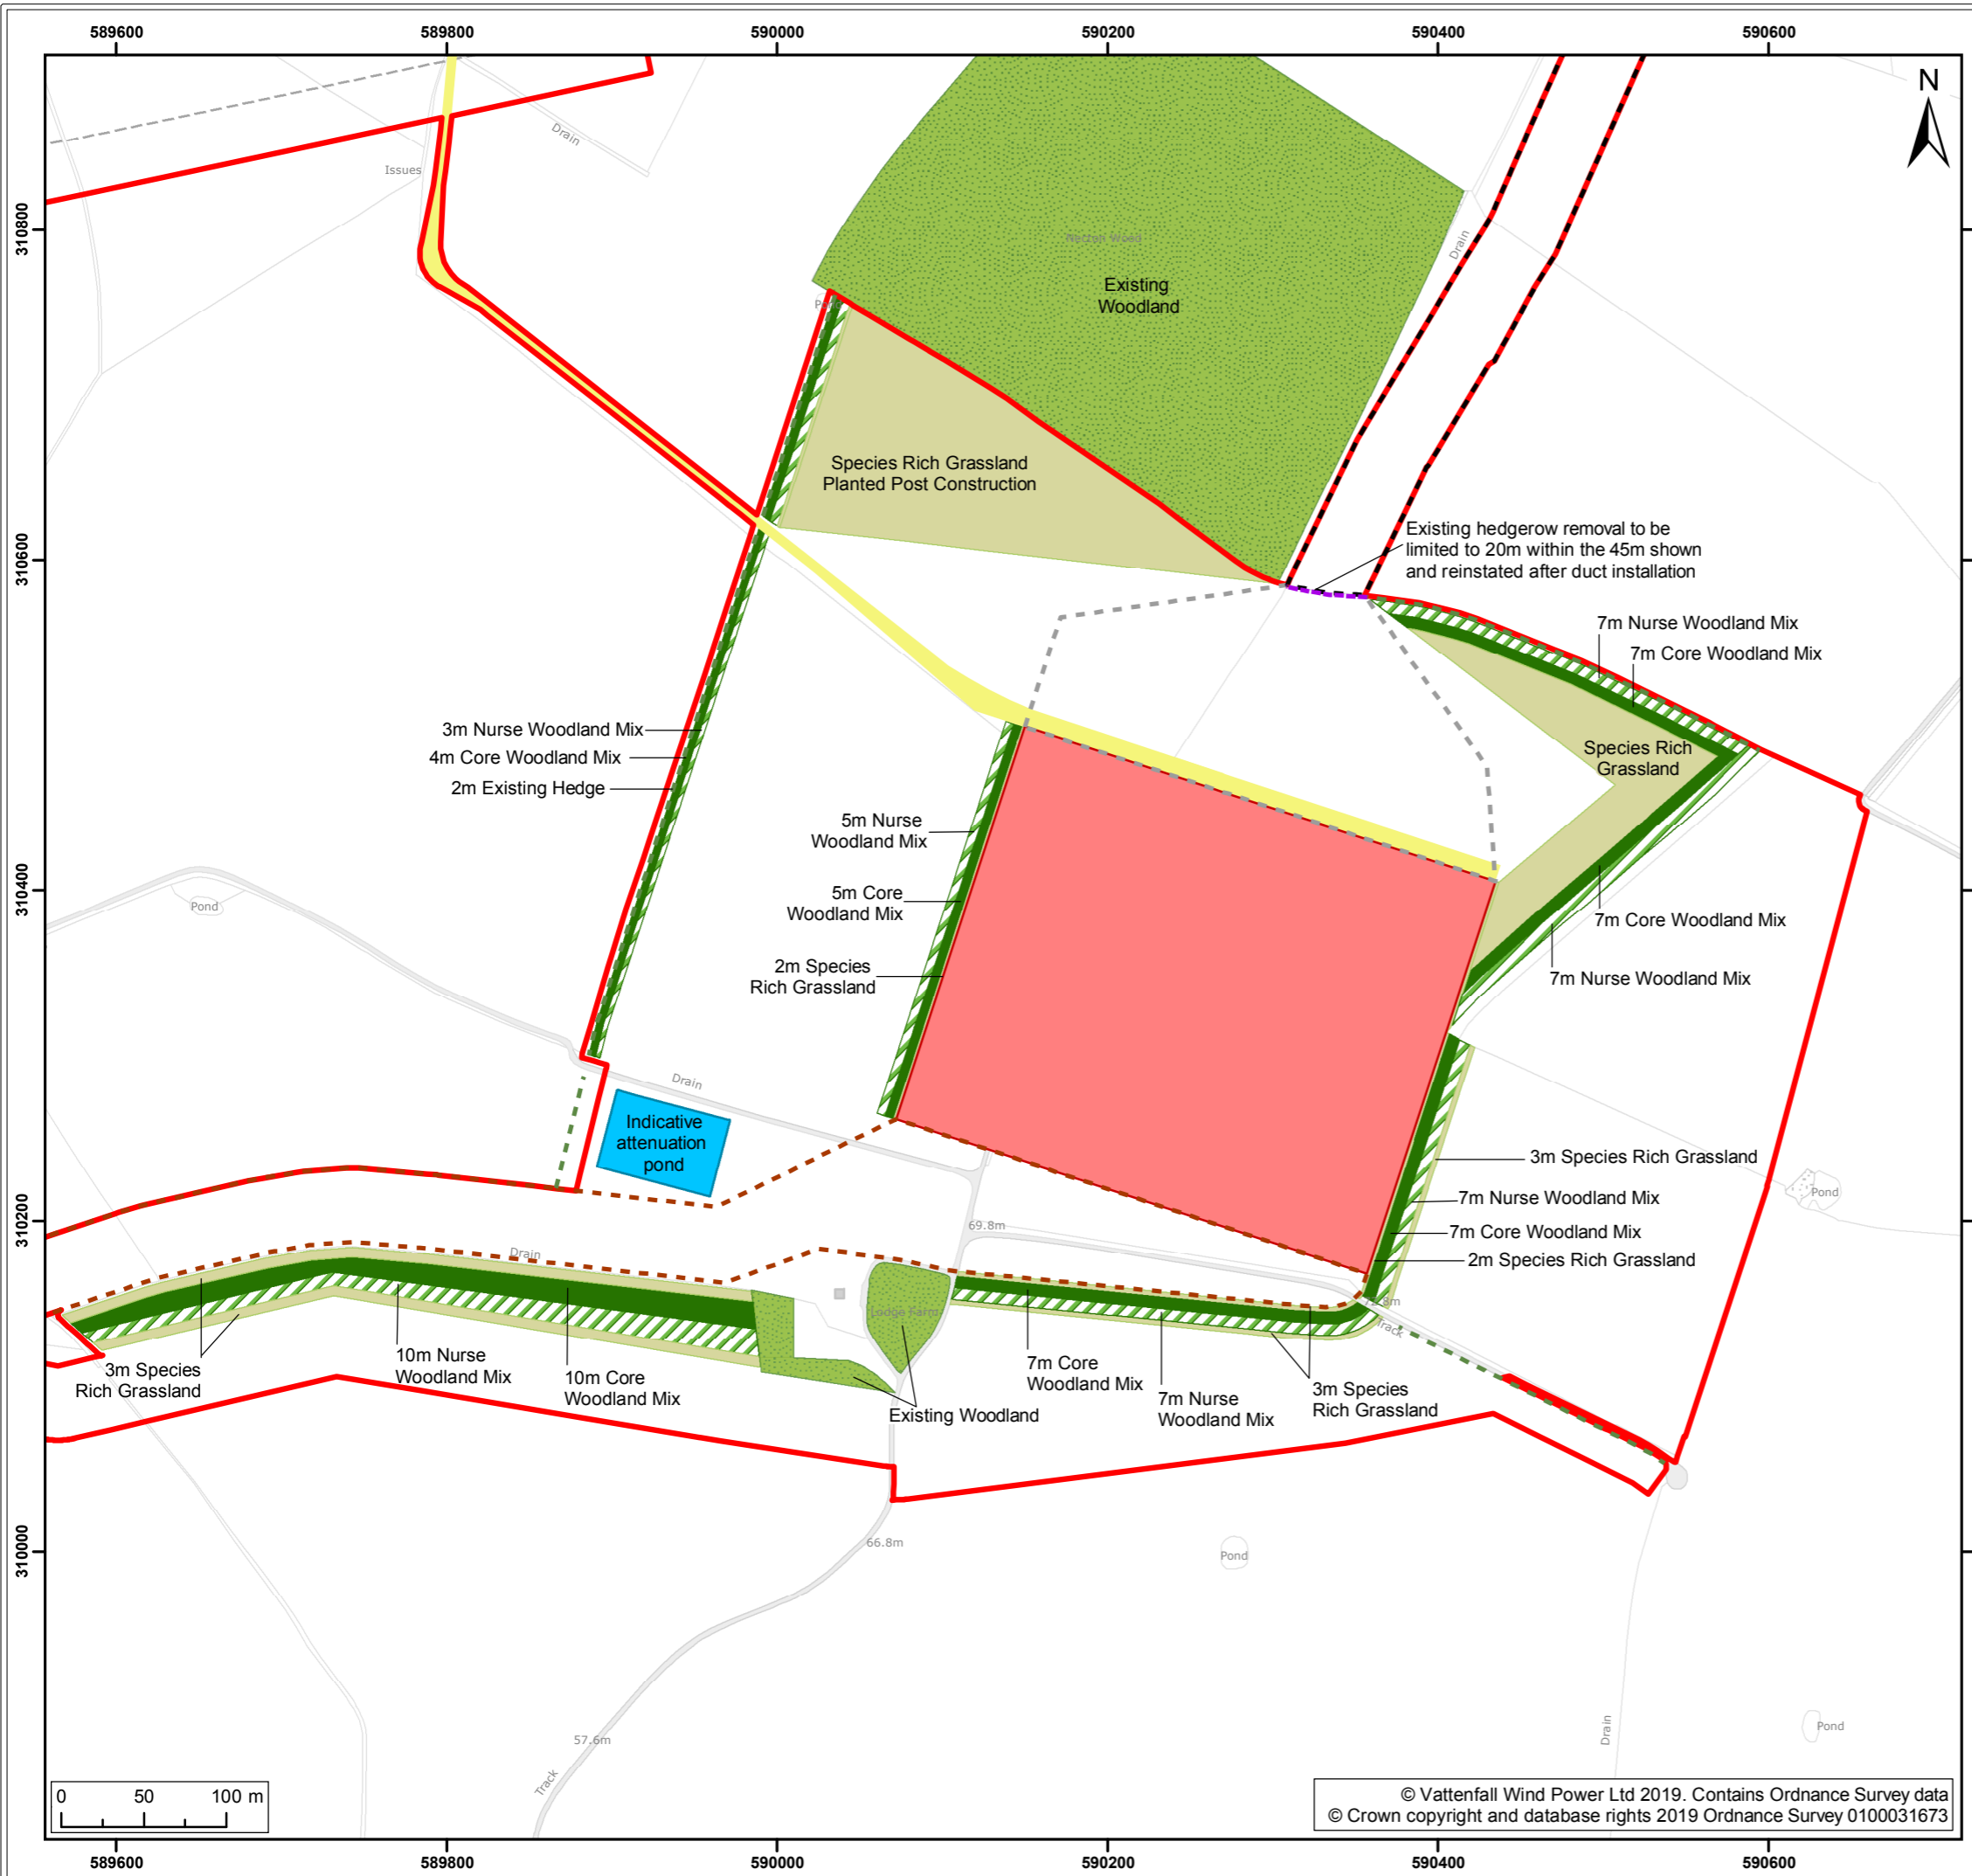 589600
589800
590000
590200
590400
590600
N
310800
310600
310400
310200
310000
Drain
Issues
Necton Wood
Existing
Woodland
Drain
Species Rich Grassland
Planted Post Construction
Existing hedgerow removal to be
limited to 20m within the 45m shown
and reinstated after duct installation
7m Nurse Woodland Mix
7m Core Woodland Mix
Species Rich
Grassland
3m Nurse Woodland Mix
4m Core Woodland Mix
2m Existing Hedge
5m Nurse
Woodland Mix
5m Core
Woodland Mix
2m Species
Rich Grassland
Pond
7m Core Woodland Mix
7m Nurse Woodland Mix
Drain
Indicative
attenuation
pond
3m Species Rich Grassland
7m Nurse Woodland Mix
7m Core Woodland Mix
2m Species Rich Grassland
Pond
69.8m
Drain
Lodge Farm
Track
3m Species
Rich Grassland
10m Nurse
Woodland Mix
10m Core
Woodland Mix
Existing Woodland
7m Core
Woodland Mix
7m Nurse
Woodland Mix
3m Species
Rich Grassland
66.8m
Pond
57.6m
Track
Drain
Pond
0 50 100 m
© Vattenfall Wind Power Ltd 2019. Contains Ordnance Survey data
© Crown copyright and database rights 2019 Ordnance Survey 0100031673
589600
589800
590000
590200
590400
590600